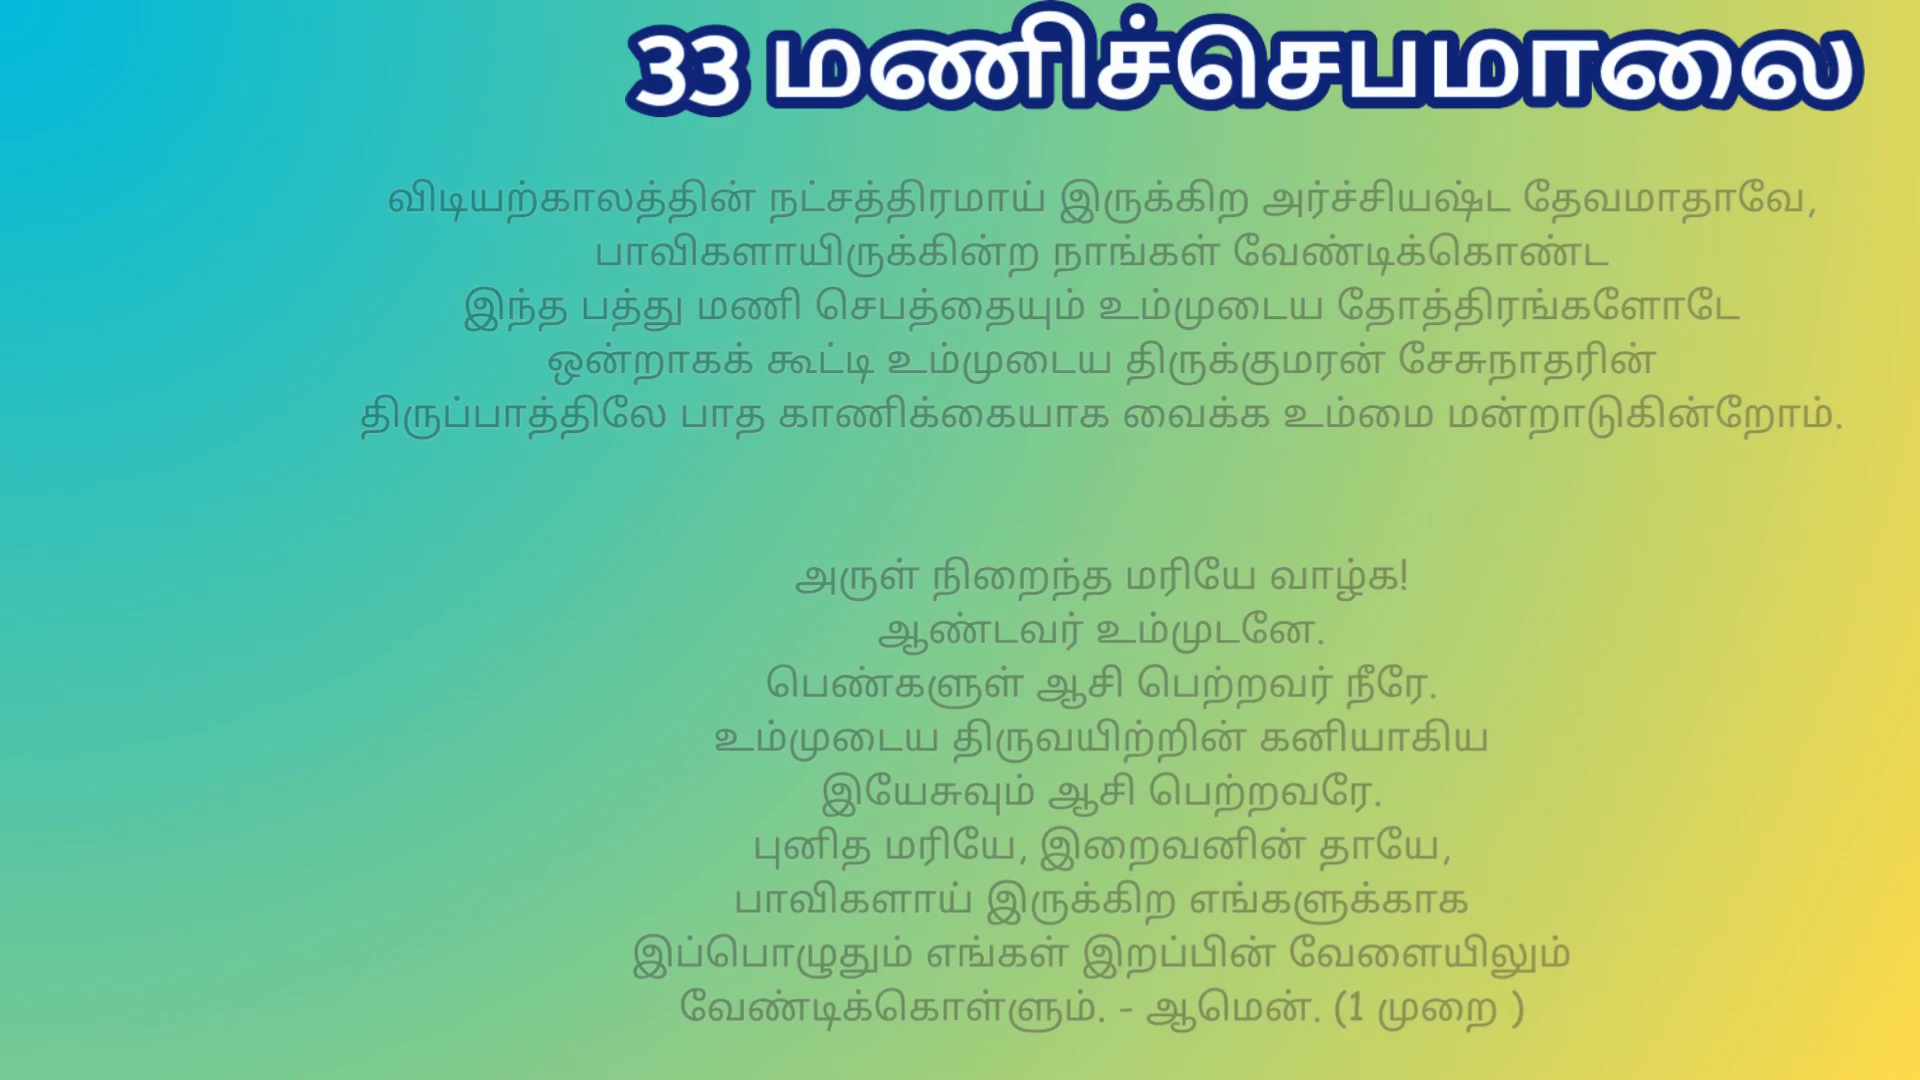 33 மணிச்செபமாலை
விடியற்காலத்தின் நட்சத்திரமாய் இருக்கிற அர்ச்சியஷ்ட தேவமாதாவே,
பாவிகளாயிருக்கின்ற நாங்கள் வேண்டிக்கொண்ட
இந்த பத்து மணி செபத்தையும் உம்முடைய தோத்திரங்களோடே
ஒன்றாகக் கூட்டி உம்முடைய திருக்குமரன் சேசுநாதரின்
திருப்பாத்திலே பாத காணிக்கையாக வைக்க உம்மை மன்றாடுகின்றோம்.
அருள் நிறைந்த மரியே வாழ்க!
ஆண்டவர் உம்முடனே.
பெண்களுள் ஆசி பெற்றவர் நீரே.
உம்முடைய திருவயிற்றின் கனியாகிய
இயேசுவும் ஆசி பெற்றவரே.
புனித மரியே, இறைவனின் தாயே,
பாவிகளாய் இருக்கிற எங்களுக்காக
இப்பொழுதும் எங்கள் இறப்பின் வேளையிலும்
வேண்டிக்கொள்ளும். - ஆமென். (1 முறை )